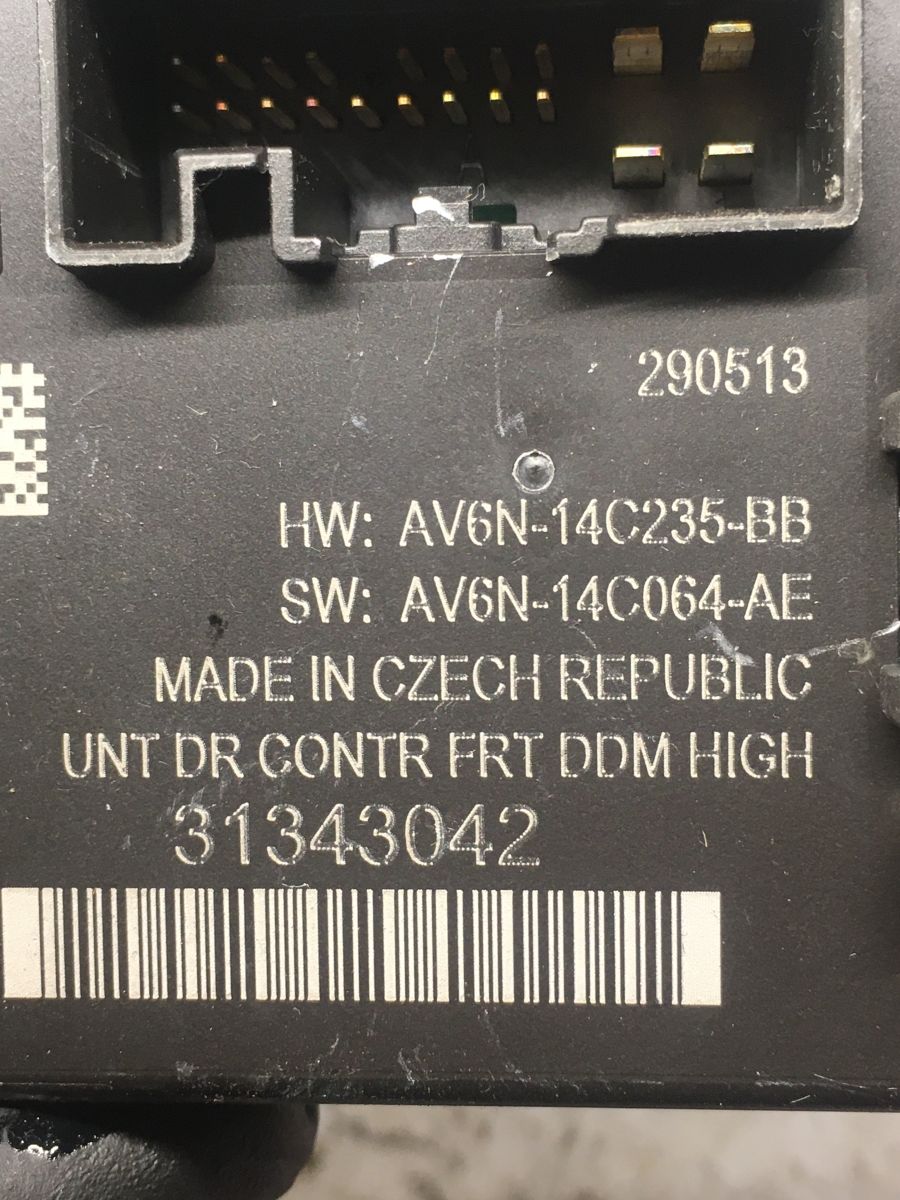 290513
HW: AV6N-14C235-BB
SW: AV6N-14C064-AE
MADE IN CZECH REPUBLIC
UNT DR CONTR FRT DDM HIGH
31343042